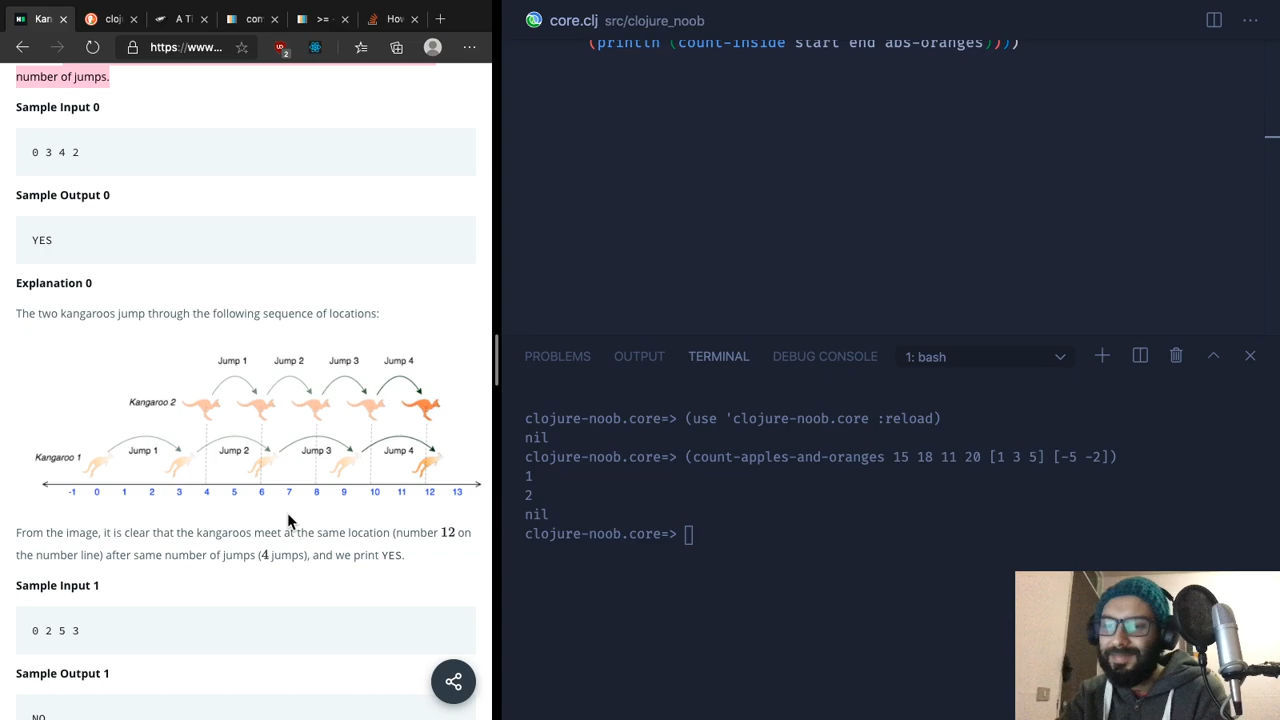 Kan
cloj
A Ti
con
>=
How
https://www...
2
number of jumps.
Sample Input 0
0 3 4 2
Sample Output 0
YES
Explanation 0
The two kangaroos jump through the following sequence of locations:
Jump 1 Jump 2 Jump 3 Jump 4
Kangaroo 2
Jump 1 Jump 2 Jump 3 Jump 4
Kangaroo 1
-1 0 1 2 3 4 5 6 7 8 9 10 11 12 13
From the image, it is clear that the kangaroos meet at the same location (number 12 on
the number line) after same number of jumps (4 jumps), and we print YES.
Sample Input 1
0 2 5 3
Sample Output 1
NO
core.clj src/clojure_noob
(println (count-inside start end abs-oranges))))
PROBLEMS OUTPUT TERMINAL DEBUG CONSOLE 1: bash
clojure-noob.core=> (use 'clojure-noob.core :reload)
nil
clojure-noob.core=> (count-apples-and-oranges 15 18 11 20 [1 3 5] [-5 -2])
1
2
nil
clojure-noob.core=>